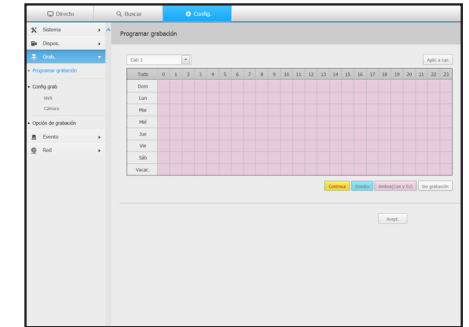 Directo
Buscar
Config.
Sistema
Dispos.
Grab.
Programar grabación
Config grab
NVR
Cámara
Opción de grabación
Evento
Red
Programar grabación
Can 1
Aplic a can
Todo 0 1 2 3 4 5 6 7 8 9 10 11 12 13 14 15 16 17 18 19 20 21 22 23
Dom
Lun
Mar
Mié
Jue
Vie
Sáb
Vacac.
Continua
Evento
Ambos(Con y Ev)
Sin grabación
Acept.